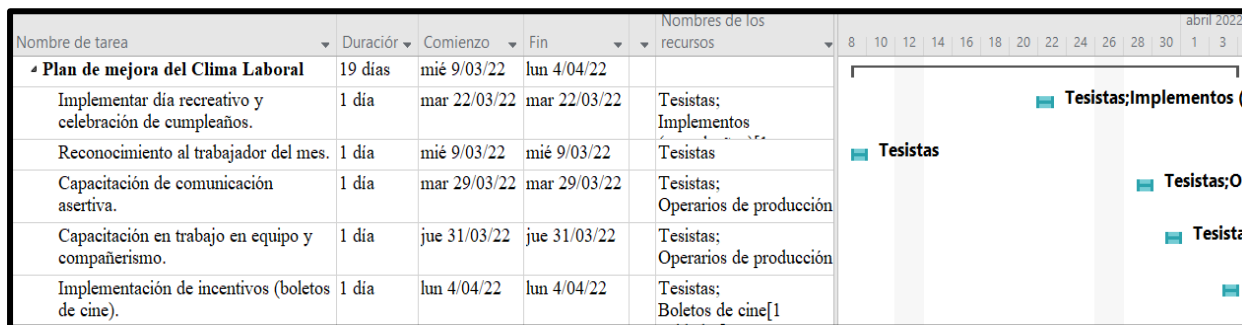 Nombre de tarea Duración Comienzo Fin Nombres de los recursos
abril 2022
8 10 12 14 16 18 20 22 24 26 28 30 1 3
Plan de mejora del Clima Laboral 19 días mié 9/03/22 lun 4/04/22
Implementar día recreativo y 1 día mar 22/03/22 mar 22/03/22 Tesistas; Tesistas;Implementos (
celebración de cumpleaños. Implementos
Reconocimiento al trabajador del mes. 1 día mié 9/03/22 mié 9/03/22 Tesistas Tesistas
Capacitación de comunicación 1 día mar 29/03/22 mar 29/03/22 Tesistas; Tesistas;O
asertiva. Operarios de producción
Capacitación en trabajo en equipo y 1 día jue 31/03/22 jue 31/03/22 Tesistas; Tesista
compañerismo. Operarios de producción
Implementación de incentivos (boletos 1 día lun 4/04/22 lun 4/04/22 Tesistas;
de cine). Boletos de cine[1